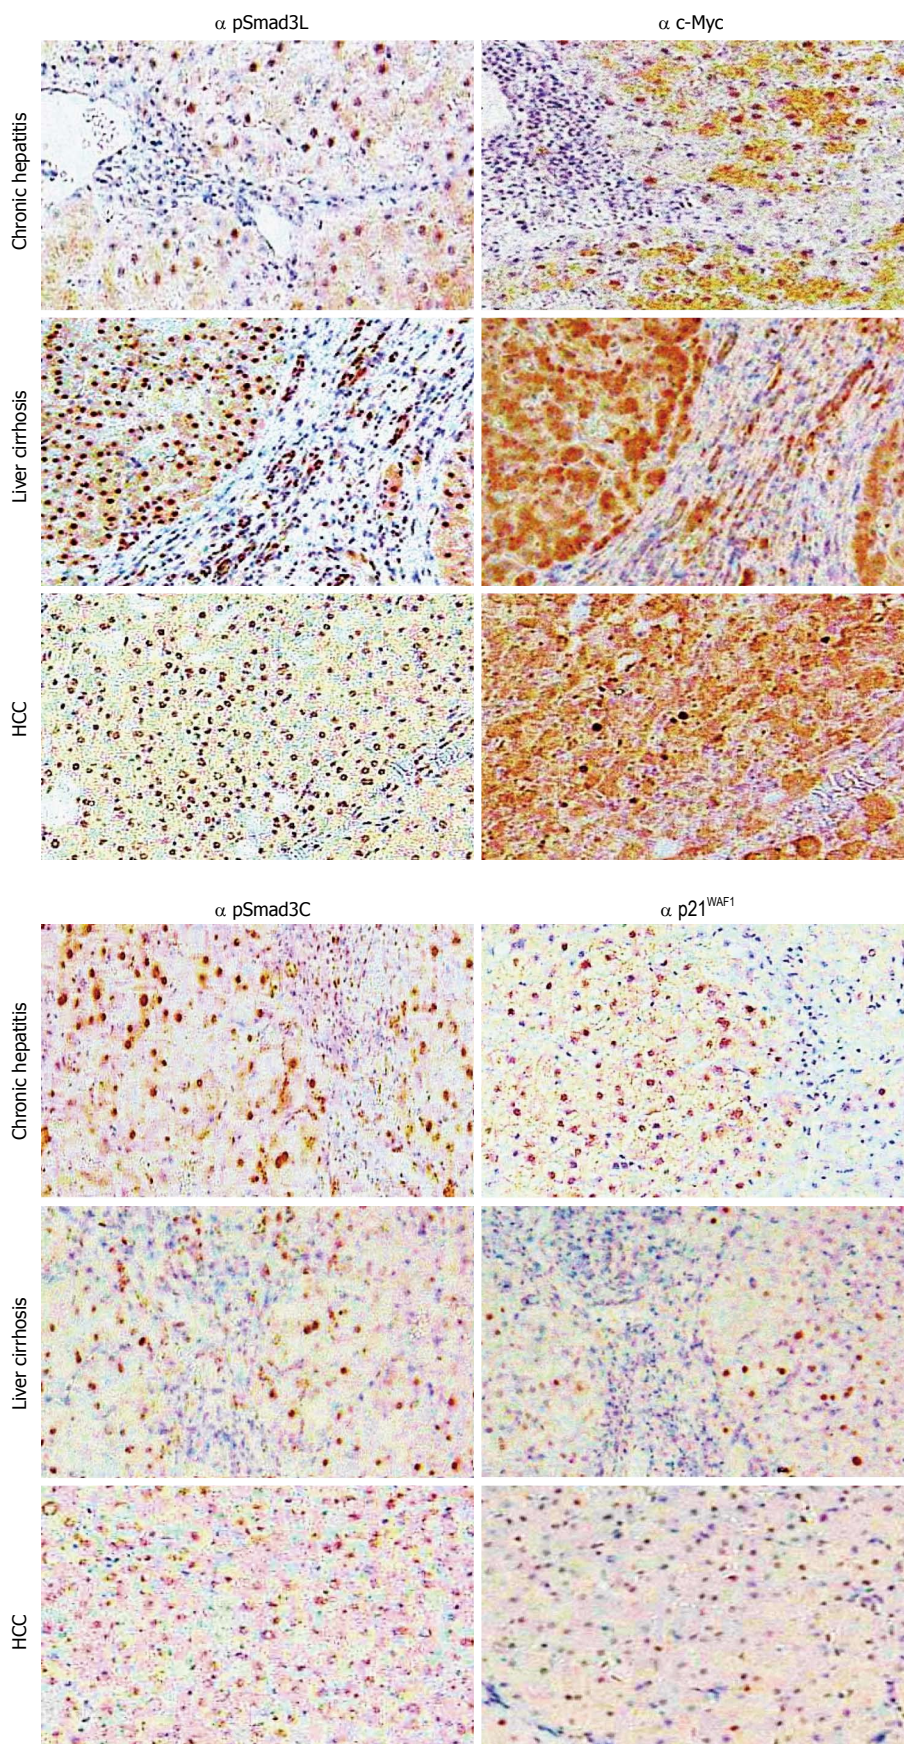 α pSmad3L
α c-Myc
Chronic hepatitis
Liver cirrhosis
HCC
α pSmad3C
α p21WAF1
Chronic hepatitis
Liver cirrhosis
HCC